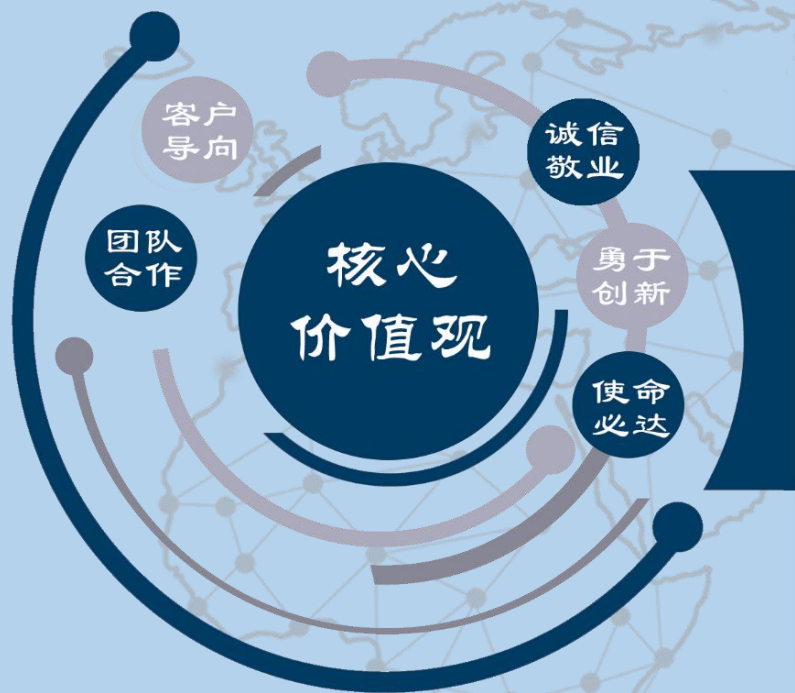 核心
价值观
客户
导向
团队
合作
诚信
敬业
勇于
创新
使命
必达